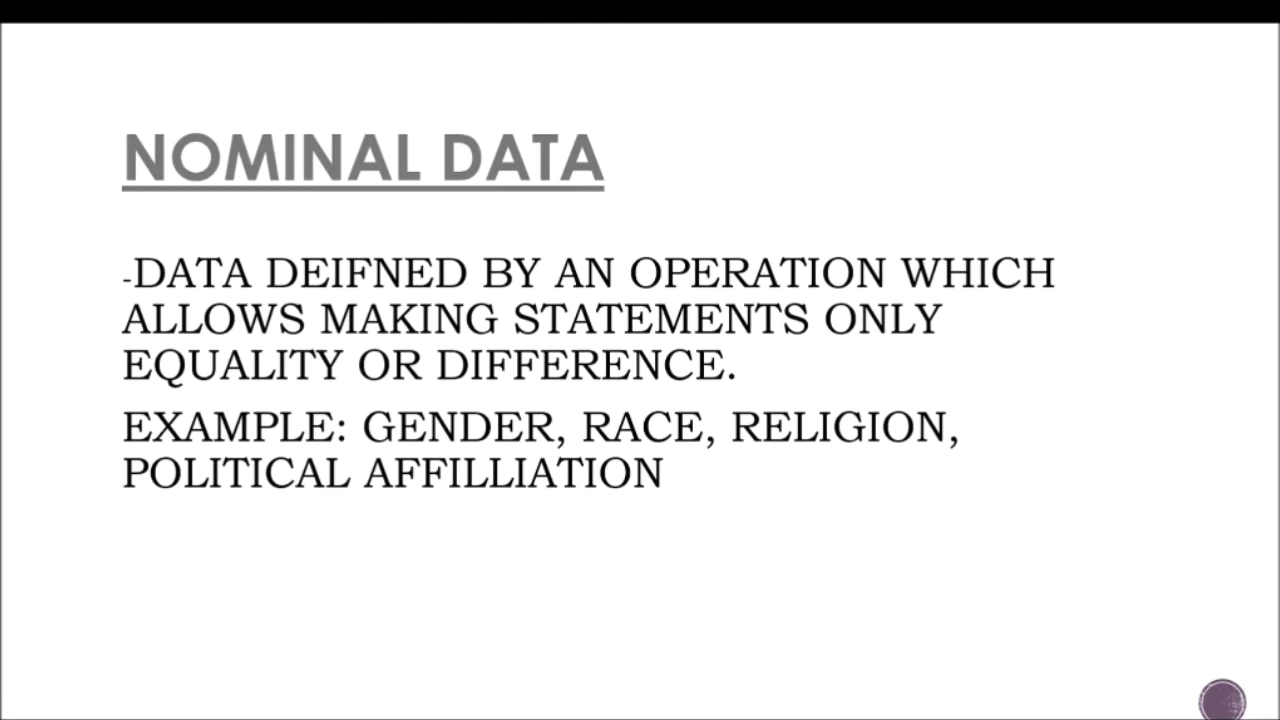 NOMINAL DATA
-DATA DEIFNED BY AN OPERATION WHICH
ALLOWS MAKING STATEMENTS ONLY
EQUALITY OR DIFFERENCE.
EXAMPLE: GENDER, RACE, RELIGION,
POLITICAL AFFILLIATION